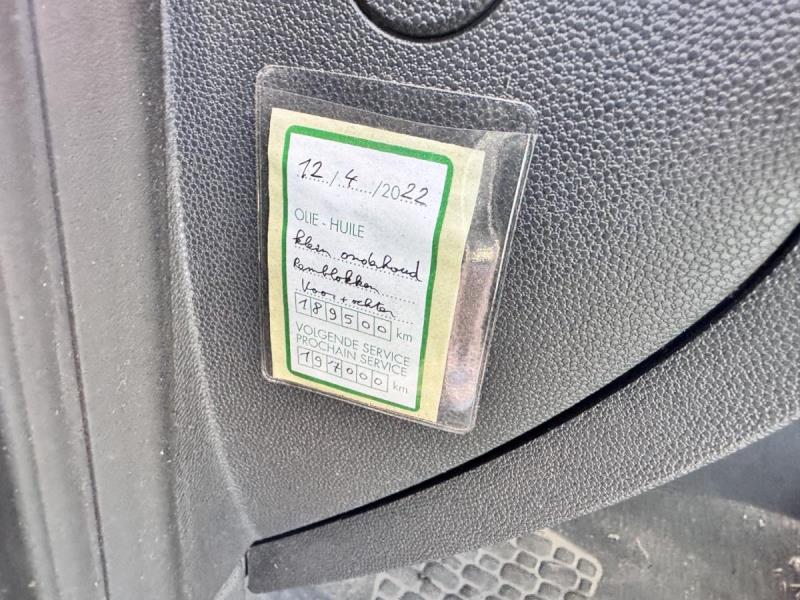 12/4/2022
OLIE - HUILE
klein onderhoud
Remblokken
Voor + achter
189500 km
VOLGENDE SERVICE
PROCHAIN SERVICE
197000 km